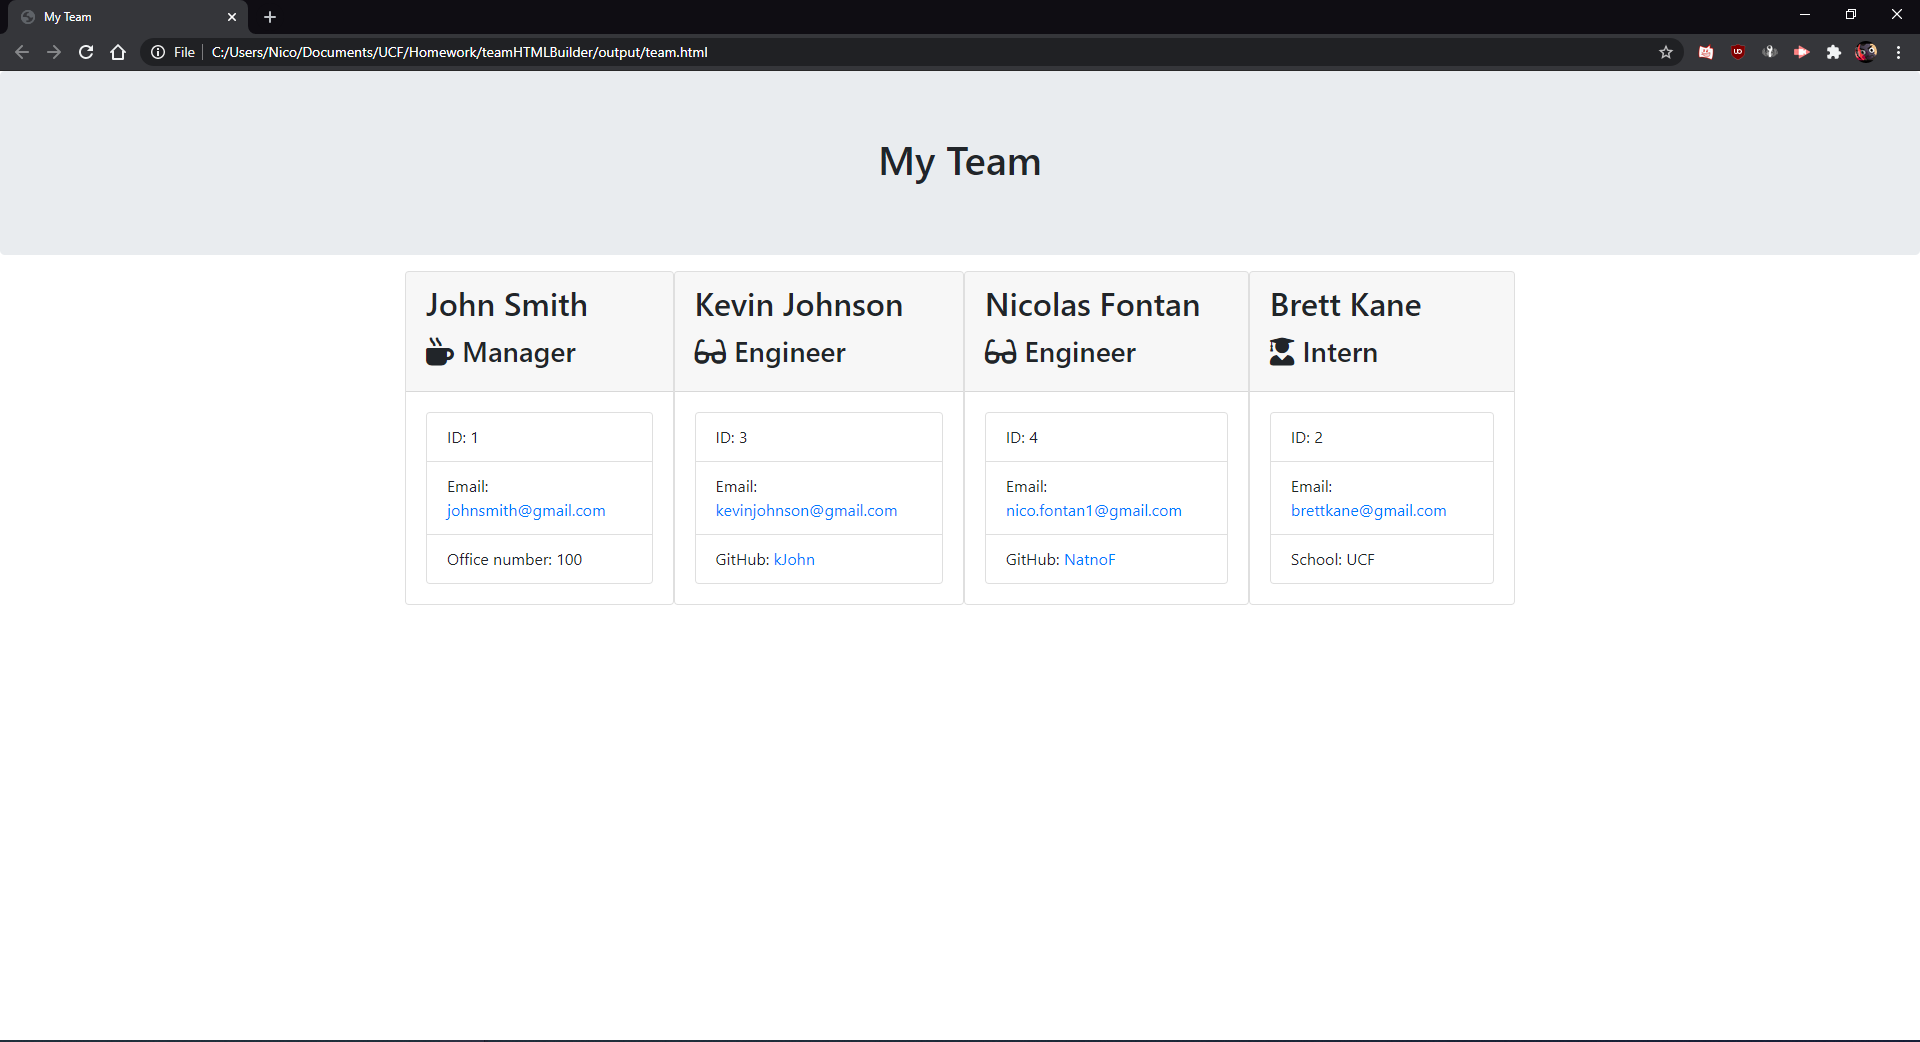 My Team
File
C:/Users/Nico/Documents/UCF/Homework/teamHTMLBuilder/output/team.html
My Team
John Smith
Manager
ID: 1
Email:
johnsmith@gmail.com
Office number: 100
Kevin Johnson
Engineer
ID: 3
Email:
kevinjohnson@gmail.com
GitHub: kJohn
Nicolas Fontan
Engineer
ID: 4
Email:
nico.fontan1@gmail.com
GitHub: NatnoF
Brett Kane
Intern
ID: 2
Email:
brettkane@gmail.com
School: UCF